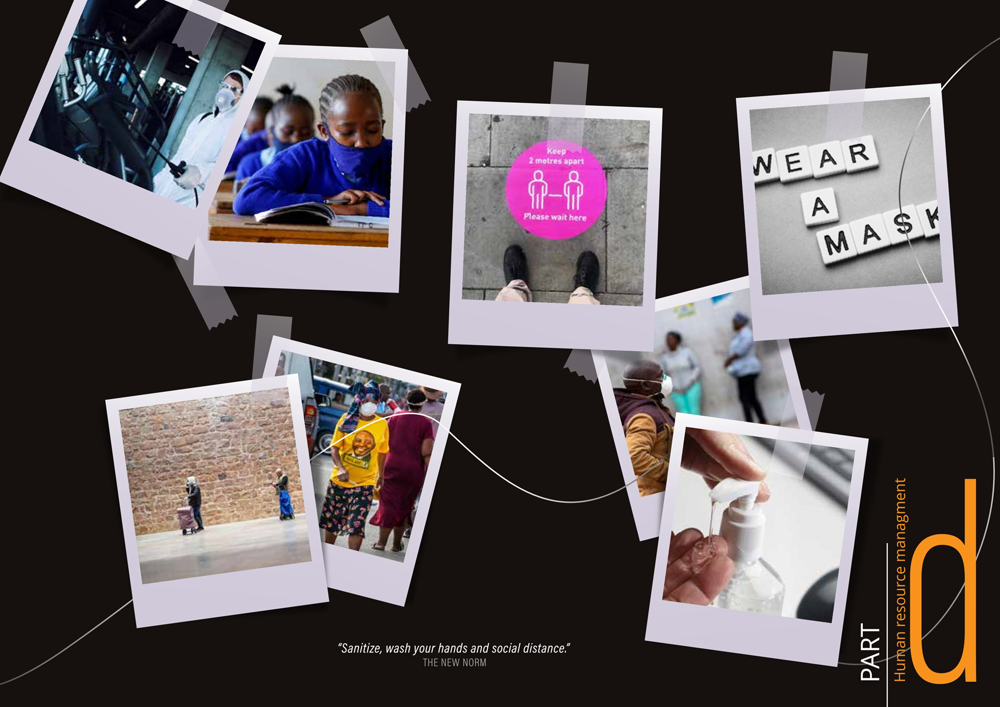 Keep
2 metres apart
Please wait here
WEAR
A
MASK
"Sanitize, wash your hands and social distance."
THE NEW NORM
PART
Human resource managment
d